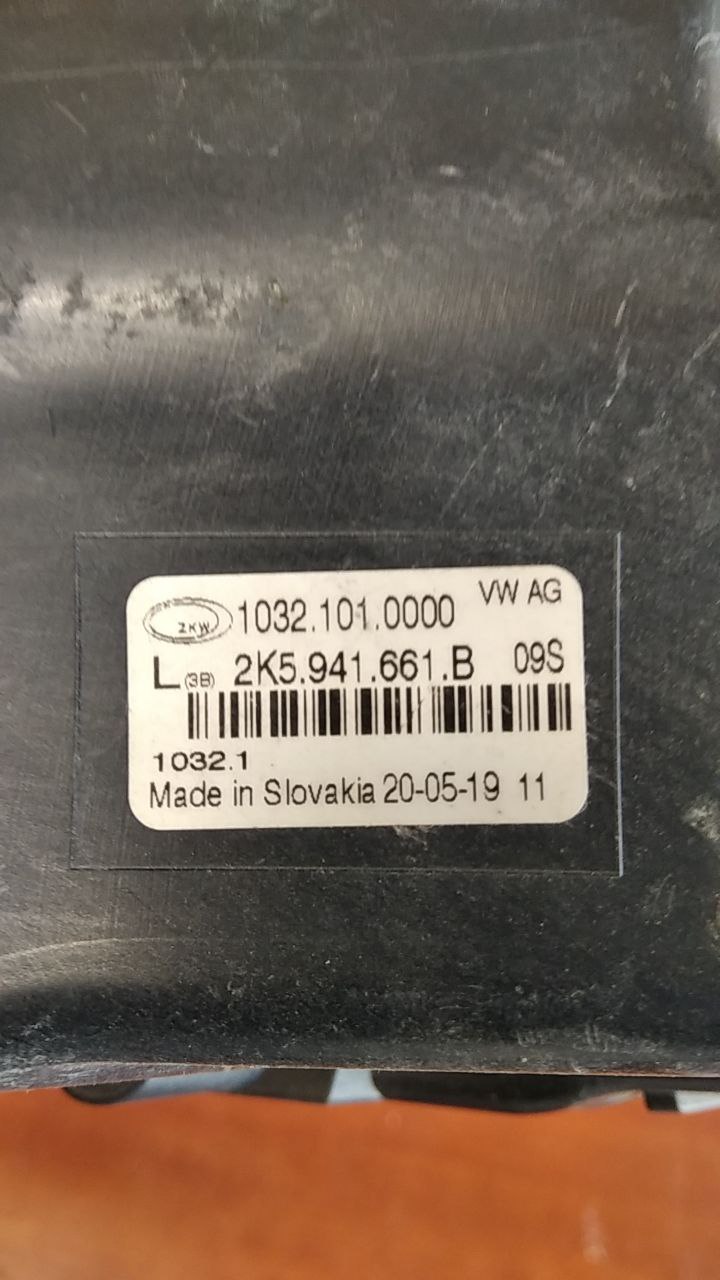 VW AG
ZKW 1032.101.0000
L (3B) 2K5.941.661.B 09S
1032.1
Made in Slovakia 20-05-19 11